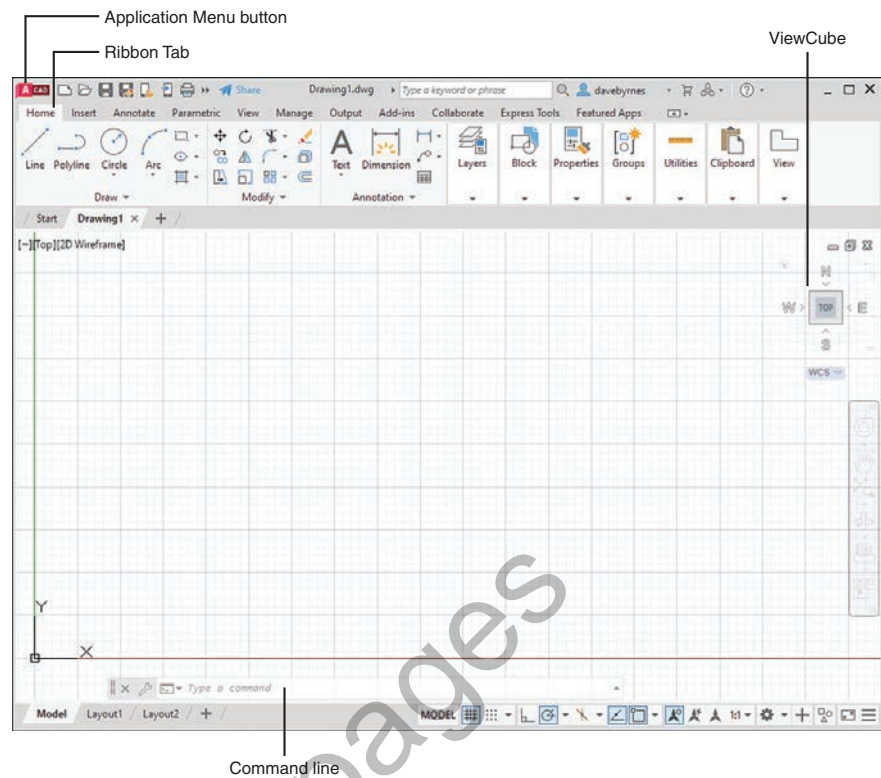 Application Menu button
Ribbon Tab
ViewCube
A CAD Share Drawing1.dwg Type a keyword or phrase davebyrnes
Home Insert Annotate Parametric View Manage Output Add-ins Collaborate Express Tools Featured Apps
Line Polyline Circle Arc Text Dimension Layers Block Properties Groups Utilities Clipboard View
Draw Modify Annotation
Start Drawing1 × +
[-][Top][2D Wireframe]
N
W TOP E
S
WCS
Y
X
Type a command
Model Layout1 Layout2 + MODEL 1:1
Command line
pages